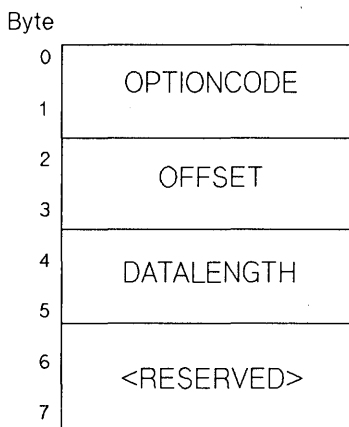 Byte
0
OPTIONCODE
1
2
OFFSET
3
4
DATALENGTH
5
6
<RESERVED>
7